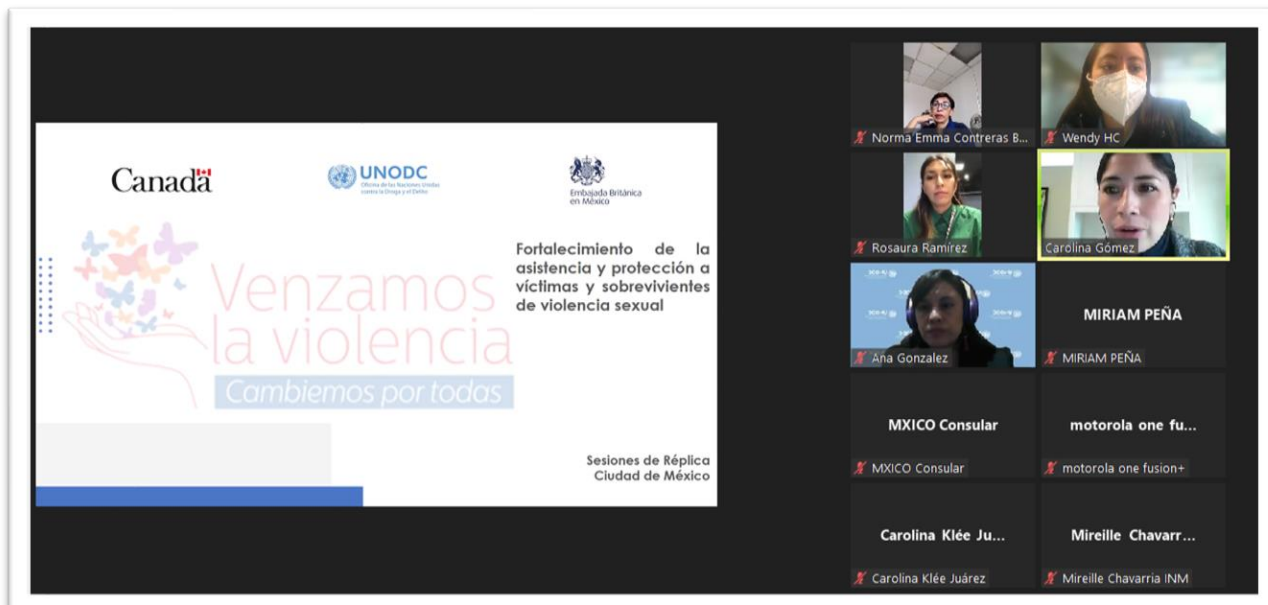 Canada
UNODC
Oficina de las Naciones Unidas
contra la Droga y el Delito
Embajada Británica
en México
Fortalecimiento de la
asistencia y protección a
víctimas y sobrevivientes
de violencia sexual
Venzamos
la violencia
Cambiemos por todas
Sesiones de Réplica
Ciudad de México
Norma Emma Contreras B...
Wendy HC
Rosaura Ramírez
Carolina Gómez
Ana Gonzalez
MIRIAM PEÑA
MIRIAM PEÑA
MXICO Consular
MXICO Consular
motorola one fu...
motorola one fusion+
Carolina Klée Ju...
Carolina Klée Juárez
Mireille Chavarr...
Mireille Chavarria INM